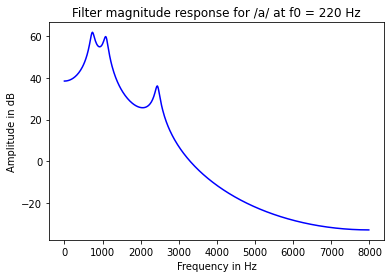 Filter magnitude response for /a/ at f0 = 220 Hz
Amplitude in dB
60
40
20
0
−20
0 1000 2000 3000 4000 5000 6000 7000 8000
Frequency in Hz